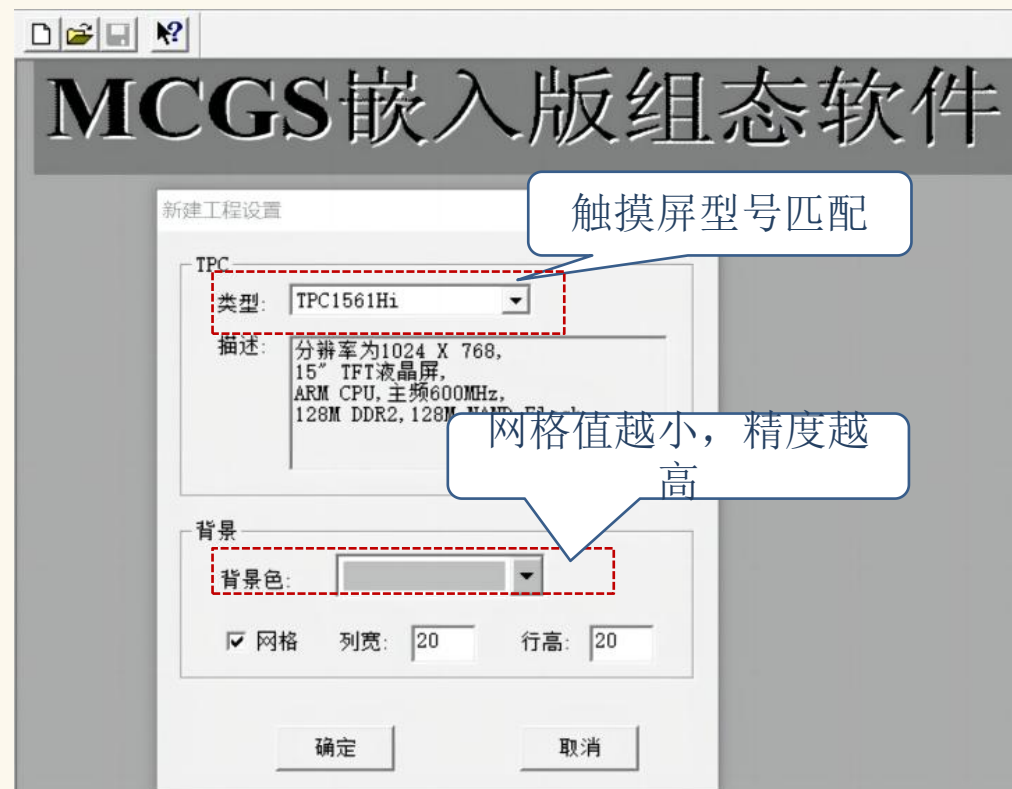 MCGS嵌入版组态软件
新建工程设置
触摸屏型号匹配
TPC
类型: TPC1561Hi
描述: 分辨率为1024 X 768,
15″ TFT液晶屏,
ARM CPU,主频600MHz,
128M DDR2,128M
网格值越小，精度越
高
背景
背景色:
网格 列宄: 20 行高: 20
确定 取消